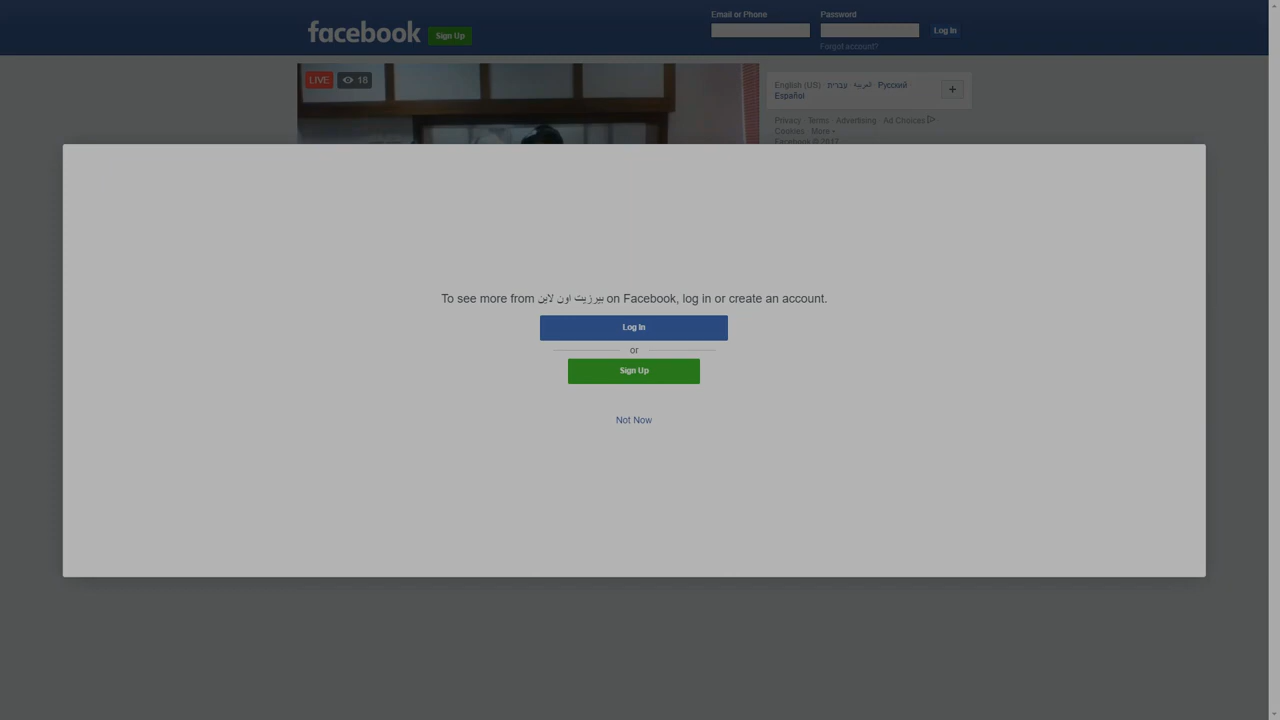 facebook
Sign Up
Email or Phone
Password
Log In
Forgot account?
LIVE
18
English (US) עברית العربية Русский
Español
+
Privacy · Terms · Advertising · Ad Choices
Cookies · More
Facebook © 2017
To see more from بيرزيت اون لاين on Facebook, log in or create an account.
Log In
or
Sign Up
Not Now